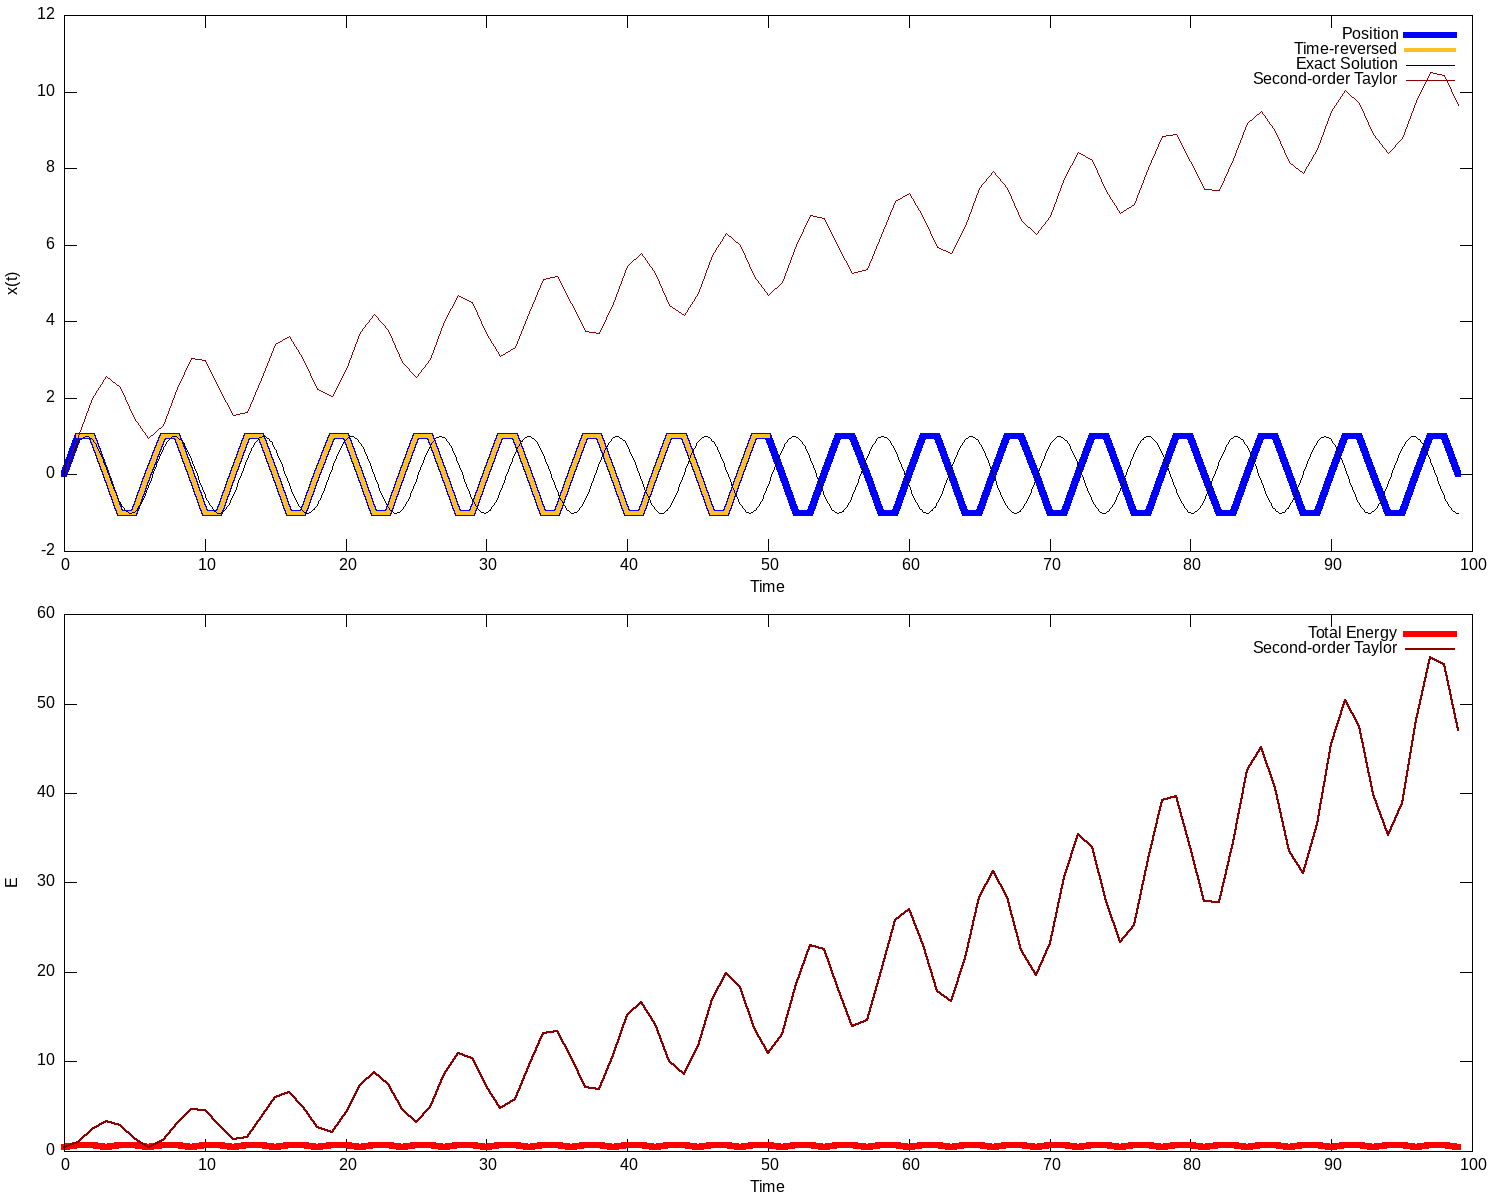 12
10
8
6
4
2
0
-2
x(t)
Position
Time-reversed
Exact Solution
Second-order Taylor
0 10 20 30 40 50 60 70 80 90 100
Time
60
50
40
30
20
10
0
E
Total Energy
Second-order Taylor
0 10 20 30 40 50 60 70 80 90 100
Time